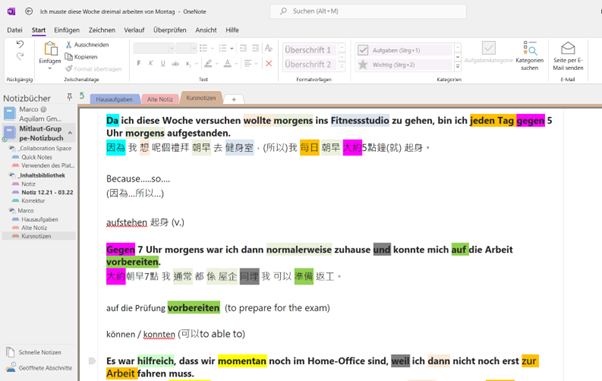 Ich musste diese Woche dreimal arbeiten von Montag - OneNote
Suchen (Alt+M)
Datei Start Einfügen Zeichnen Verlauf Überprüfen Ansicht Hilfe
Rückgängig
Einfügen
Ausschneiden
Kopieren
Format übertragen
Zwischenablage
Text
Überschrift 1
Überschrift 2
Formatvorlagen
Aufgaben (Strg+1)
Wichtig (Strg+2)
Aufgabenkategorie
Kategorien suchen
Kategorien
Seite per E-Mail senden
E-Mail
Notizbücher
Marco @ Aquilam Gm...
Mitlaut-Gruppe-Notizbuch
_Collaboration Space
Quick Notes
Verwenden des Plat...
_Inhaltsbibliothek
Notiz
Notiz 12.21 - 03.22
Korrektur
Marco
Hausaufgaben
Alte Notiz
Kursnotizen
Schnelle Notizen
Geöffnete Abschnitte
5
Hausaufgaben Alte Notiz Kursnotizen +
Da ich diese Woche versuchen wollte morgens ins Fitnessstudio zu gehen, bin ich jeden Tag gegen 5
Uhr morgens aufgestanden.
因為 我 想 呢個禮拜 朝早 去 健身室，(所以)我 每日 朝早 大約5點鐘(就) 起身。
Because.....so....
(因為...所以...)
aufstehen 起身 (v.)
Gegen 7 Uhr morgens war ich dann normalerweise zuhause und konnte mich auf die Arbeit
vorbereiten.
大約朝早7點 我 通常 都 係 屋企 同埋 我 可以 準備 返工。
auf die Prüfung vorbereiten (to prepare for the exam)
können / konnten (可以to able to)
Es war hilfreich, dass wir momentan noch im Home-Office sind, weil ich dann nicht noch erst zur
Arbeit fahren muss.